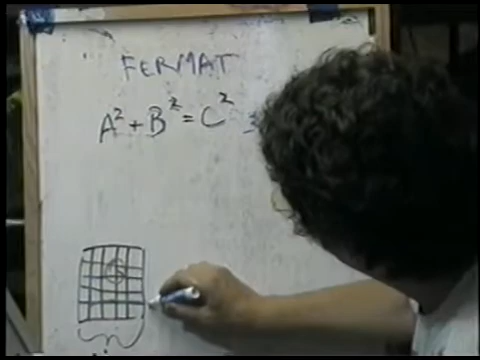 FERMAT
A² + B² = C²